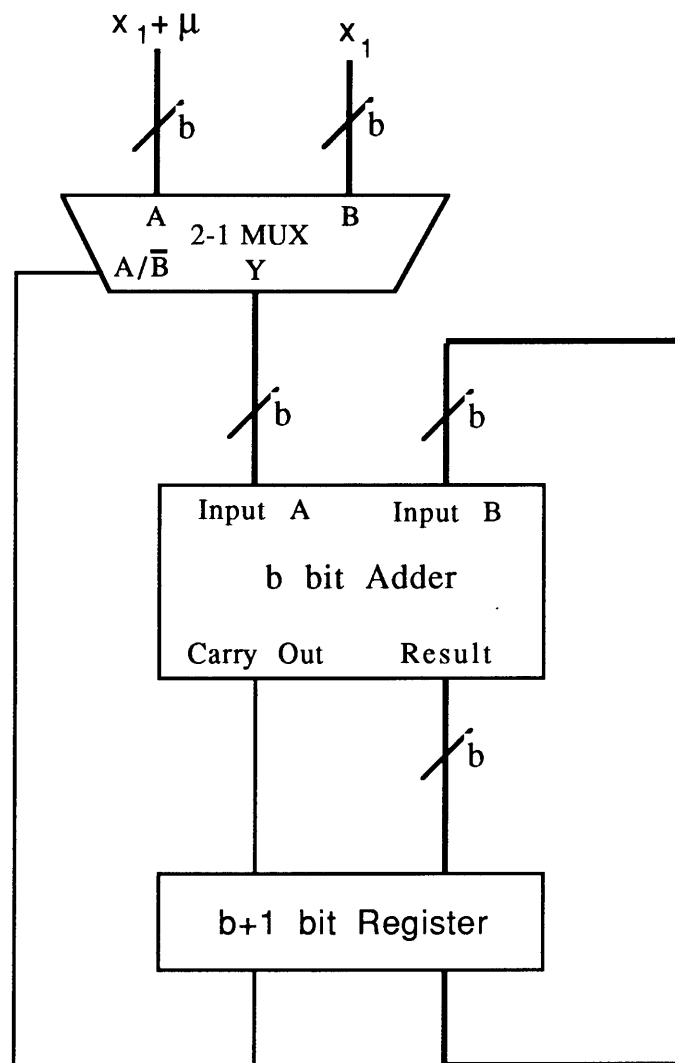 x₁ + μ
x₁
b
b
A
B
2-1 MUX
A/B̅
Y
b
b
Input A
Input B
b bit Adder
Carry Out
Result
b
b+1 bit Register